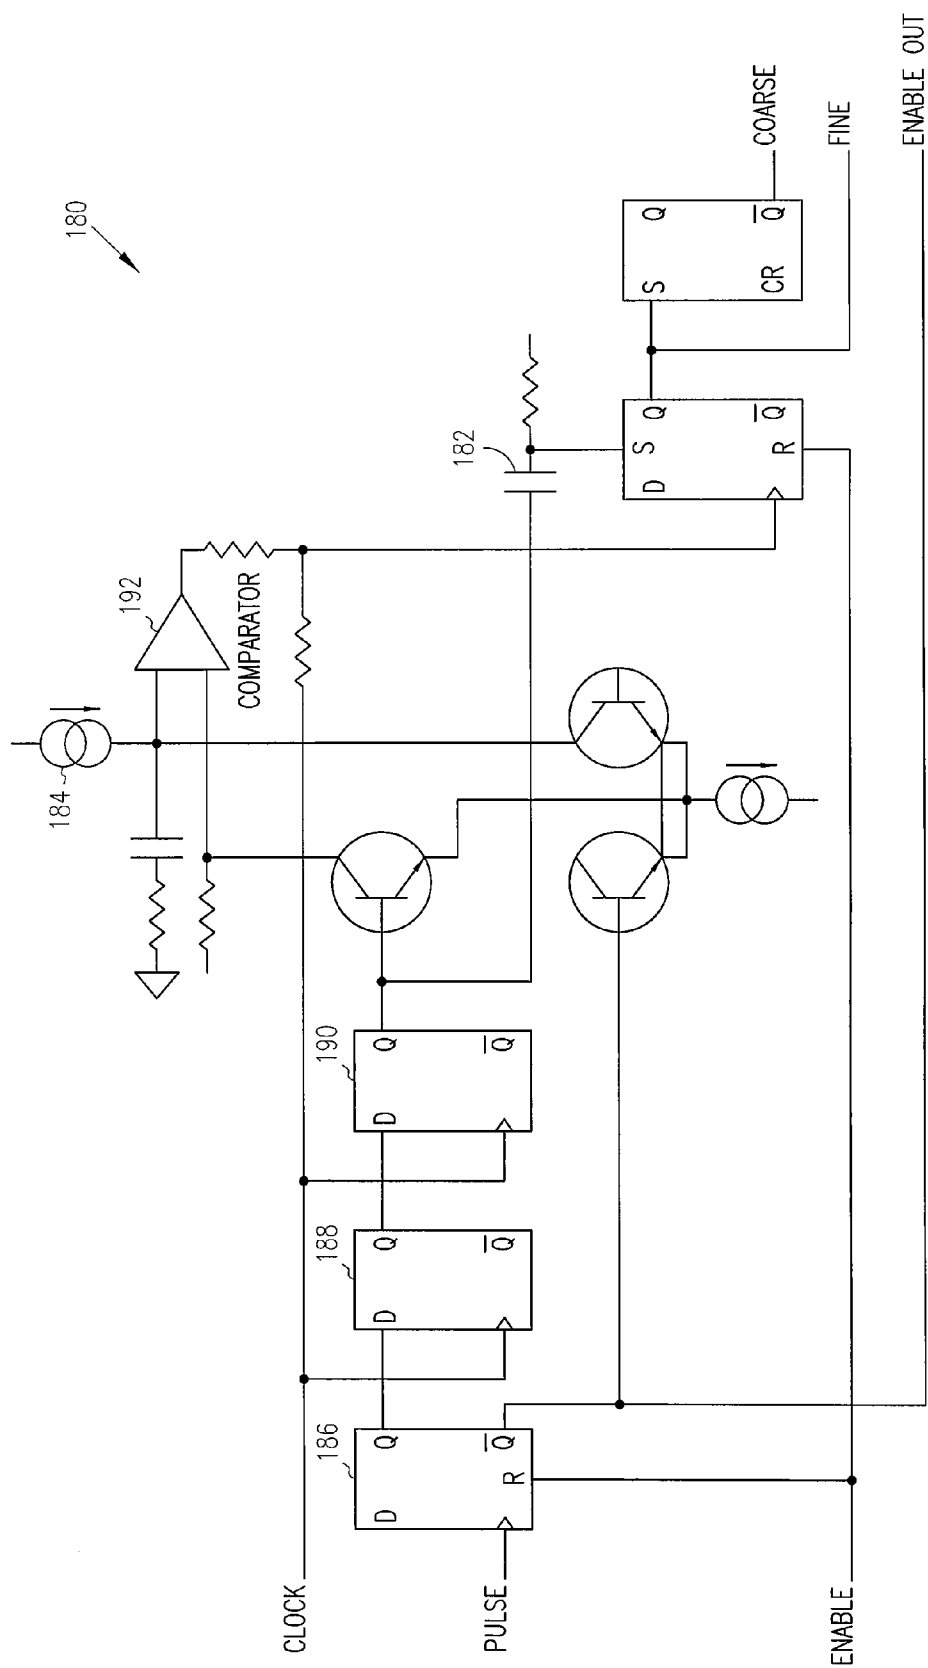 180
184
192
COMPARATOR
182
CLOCK
PULSE
ENABLE
186
D
Q
R
Q̅
188
D
Q
Q̅
190
D
Q
Q̅
D
S
Q
R
Q̅
S
Q
CR
Q̅
COARSE
FINE
ENABLE OUT